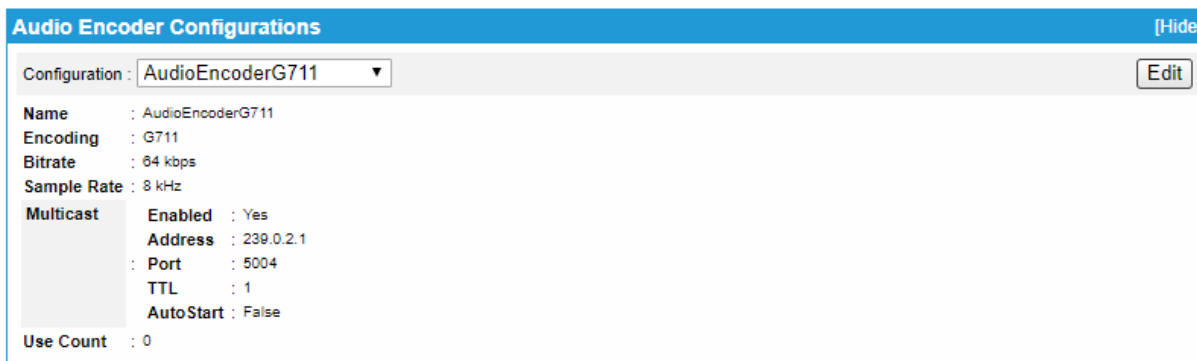 Audio Encoder Configurations [Hide
Configuration : AudioEncoderG711 Edit
Name : AudioEncoderG711
Encoding : G711
Bitrate : 64 kbps
Sample Rate : 8 kHz
Multicast : Enabled : Yes
Address : 239.0.2.1
Port : 5004
TTL : 1
AutoStart : False
Use Count : 0